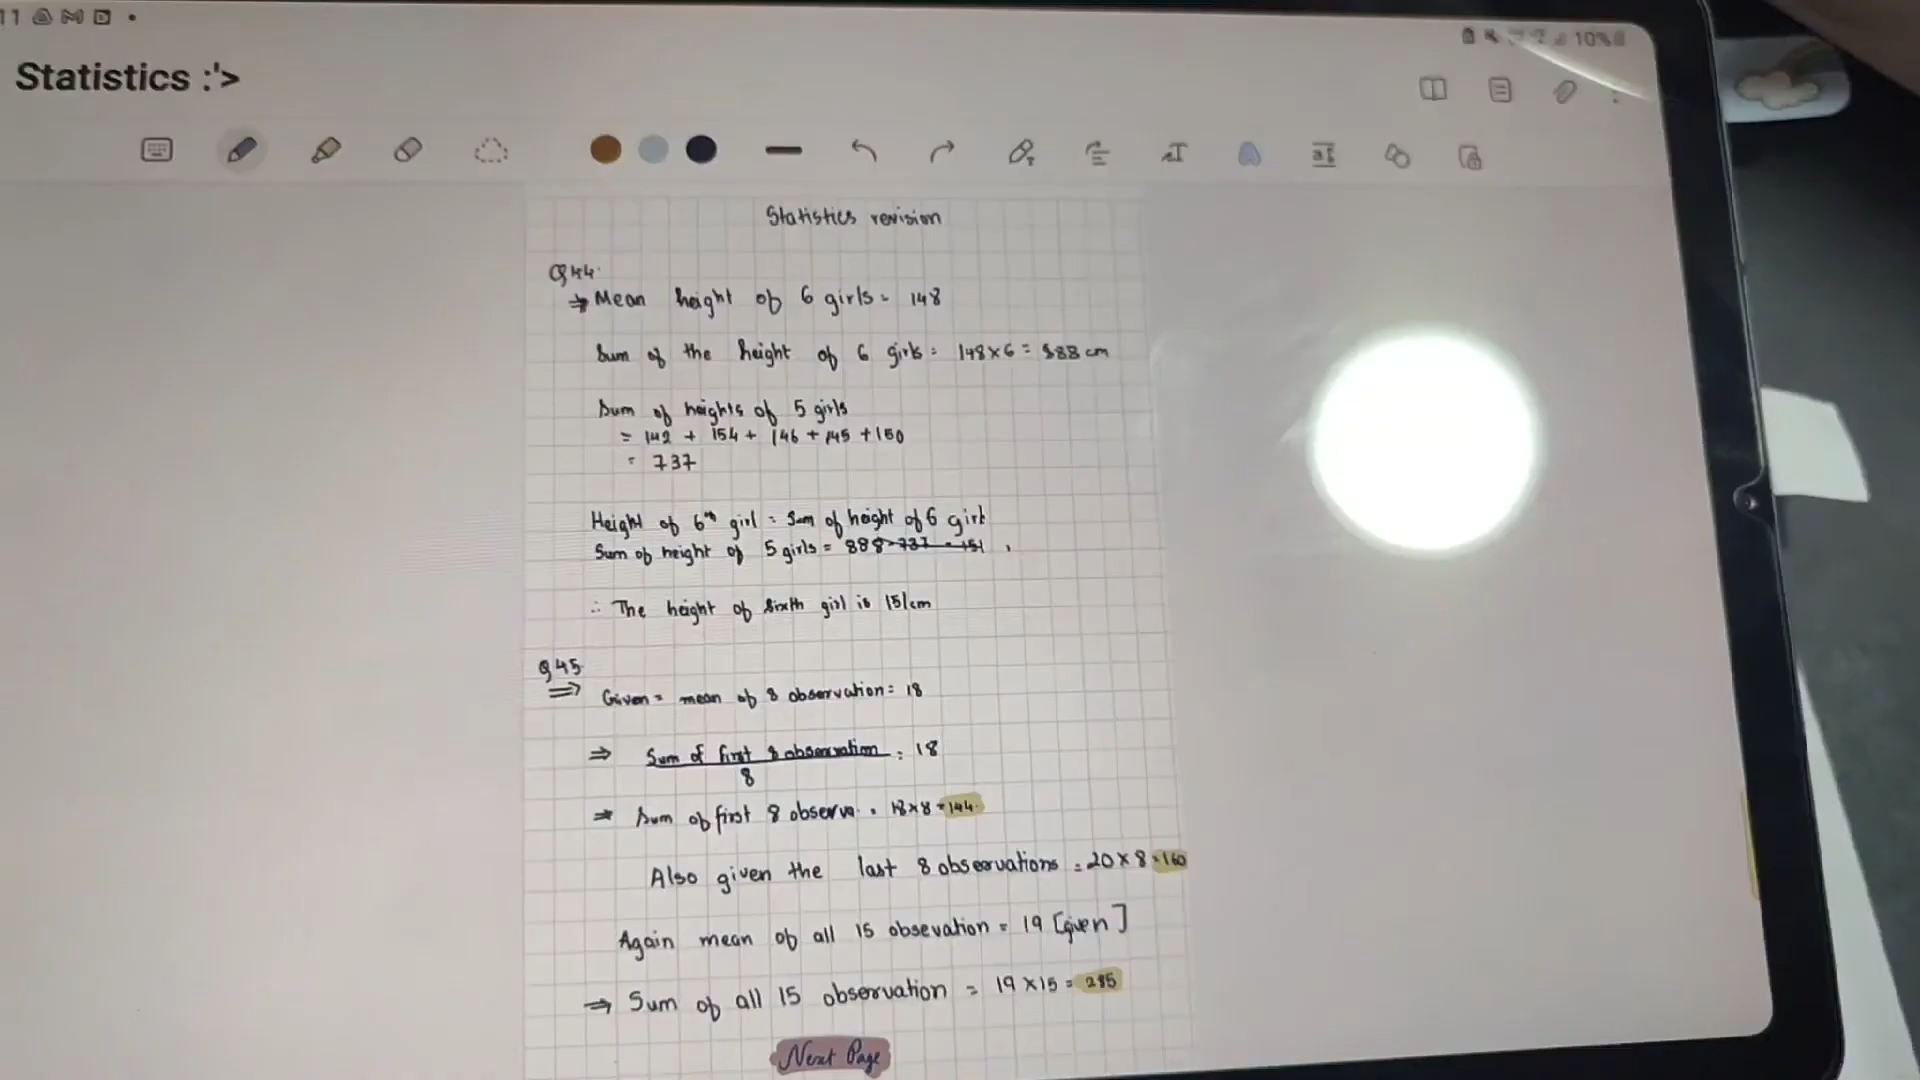 11
10%
Statistics :'>
Statistics revision
Q44.
⇒ Mean height of 6 girls = 148
Sum of the height of 6 girls = 148×6 = 888 cm
Sum of heights of 5 girls
= 142 + 154 + 146 + 145 + 150
= 737
Height of 6th girl = Sum of height of 6 girl
Sum of height of 5 girls = 888-737 = 151
∴ The height of sixth girl is 151cm
Q45
⇒ Given = mean of 8 observation = 18
⇒ Sum of first 8 observation = 18
8
⇒ Sum of first 8 observa. = 18×8 = 144.
Also given the last 8 observations = 20×8 = 160
Again mean of all 15 obsevation = 19 [given]
⇒ Sum of all 15 observation = 19×15 = 285
Next Page